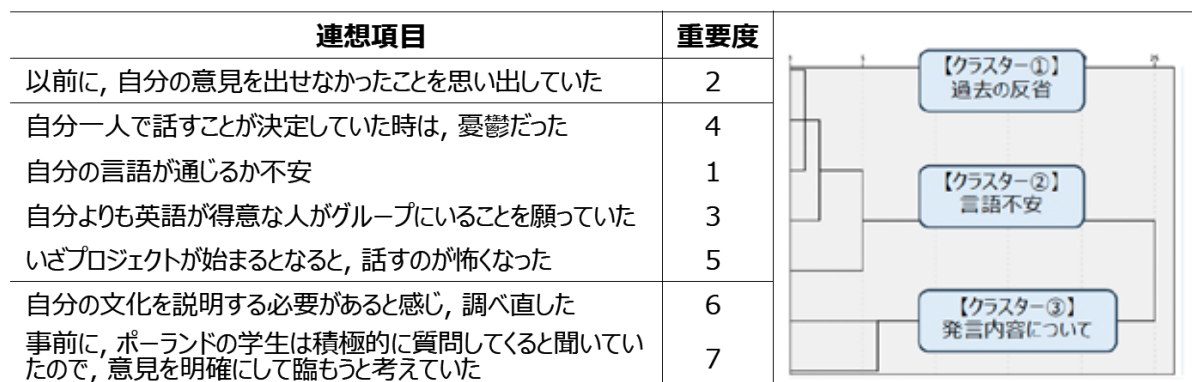 連想項目 重要度
以前に, 自分の意見を出せなかったことを思い出していた 2
自分一人で話すことが決定していた時は, 憂鬱だった 4
自分の言語が通じるか不安 1
自分よりも英語が得意な人がグループにいることを願っていた 3
いざプロジェクトが始まるとなると, 話すのが怖くなった 5
自分の文化を説明する必要があると感じ, 調べ直した 6
事前に, ポーランドの学生は積極的に質問してくると聞いてい
たので, 意見を明確にして臨もうと考えていた 7
【クラスター①】
過去の反省
【クラスター②】
言語不安
【クラスター③】
発言内容について